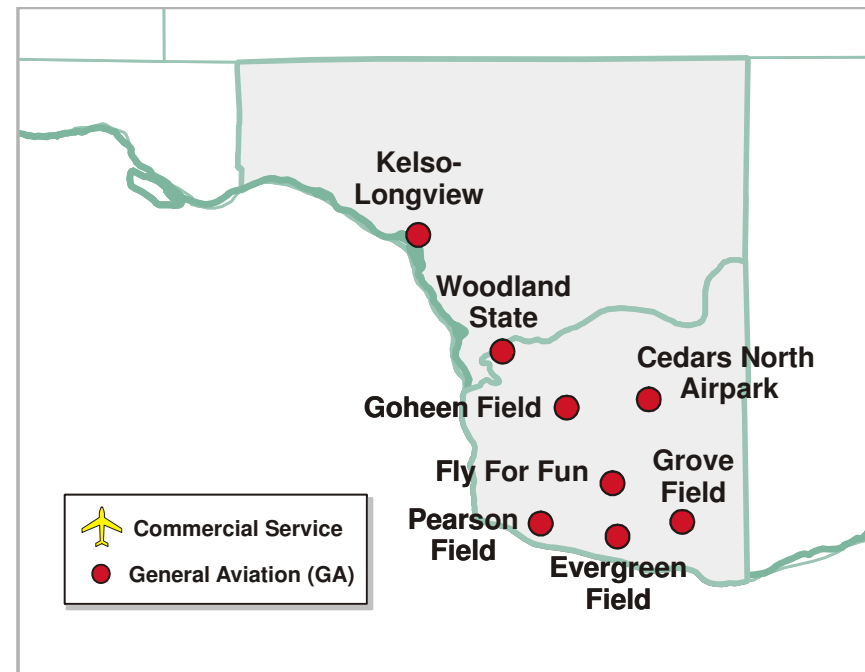 Kelso-
Longview
Woodland
State
Cedars North
Airpark
Goheen Field
Fly For Fun
Grove
Field
Pearson
Field
Evergreen
Field
Commercial Service
General Aviation (GA)